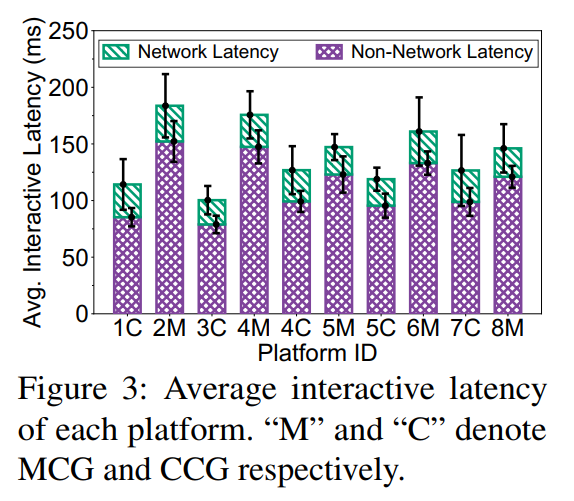 Avg. Interactive Latency (ms)
250
200
150
100
50
0
Network Latency
Non-Network Latency
1C 2M 3C 4M 4C 5M 5C 6M 7C 8M
Platform ID
Figure 3: Average interactive latency
of each platform. “M” and “C” denote
MCG and CCG respectively.